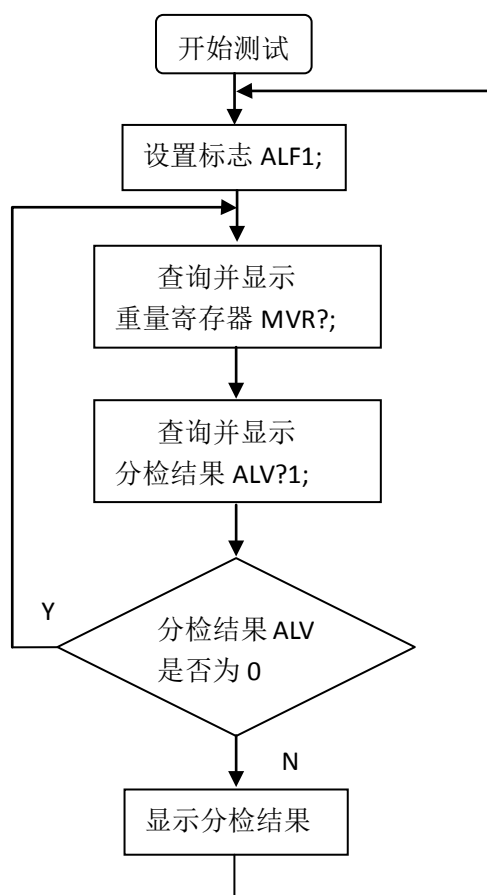 开始测试
设置标志 ALF1;
查询并显示
重量寄存器 MVR?;
查询并显示
分检结果 ALV?1;
Y
分检结果 ALV
是否为 0
N
显示分检结果